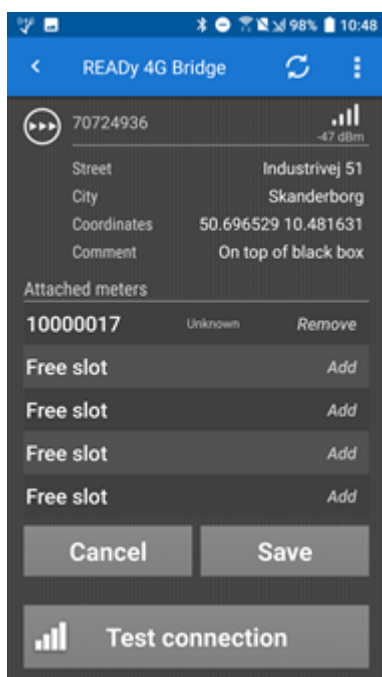 98% 10:48
READy 4G Bridge
70724936
-47 dBm
Street Industrivej 51
City Skanderborg
Coordinates 50.696529 10.481631
Comment On top of black box
Attached meters
10000017 Unknown Remove
Free slot Add
Free slot Add
Free slot Add
Free slot Add
Cancel Save
Test connection